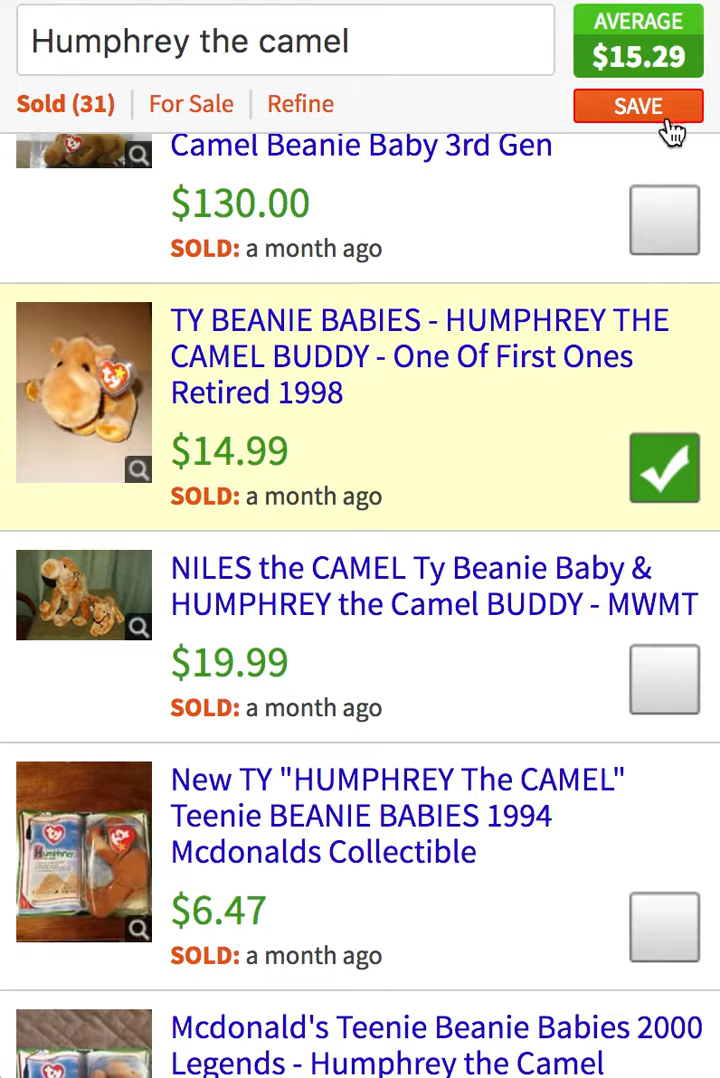 Humphrey the camel
AVERAGE
$15.29
Sold (31)
For Sale
Refine
SAVE
Camel Beanie Baby 3rd Gen
$130.00
SOLD: a month ago
TY BEANIE BABIES - HUMPHREY THE
CAMEL BUDDY - One Of First Ones
Retired 1998
$14.99
SOLD: a month ago
NILES the CAMEL Ty Beanie Baby &
HUMPHREY the Camel BUDDY - MWMT
$19.99
SOLD: a month ago
New TY "HUMPHREY The CAMEL"
Teenie BEANIE BABIES 1994
Mcdonalds Collectible
$6.47
SOLD: a month ago
Mcdonald's Teenie Beanie Babies 2000
Legends - Humphrey the Camel